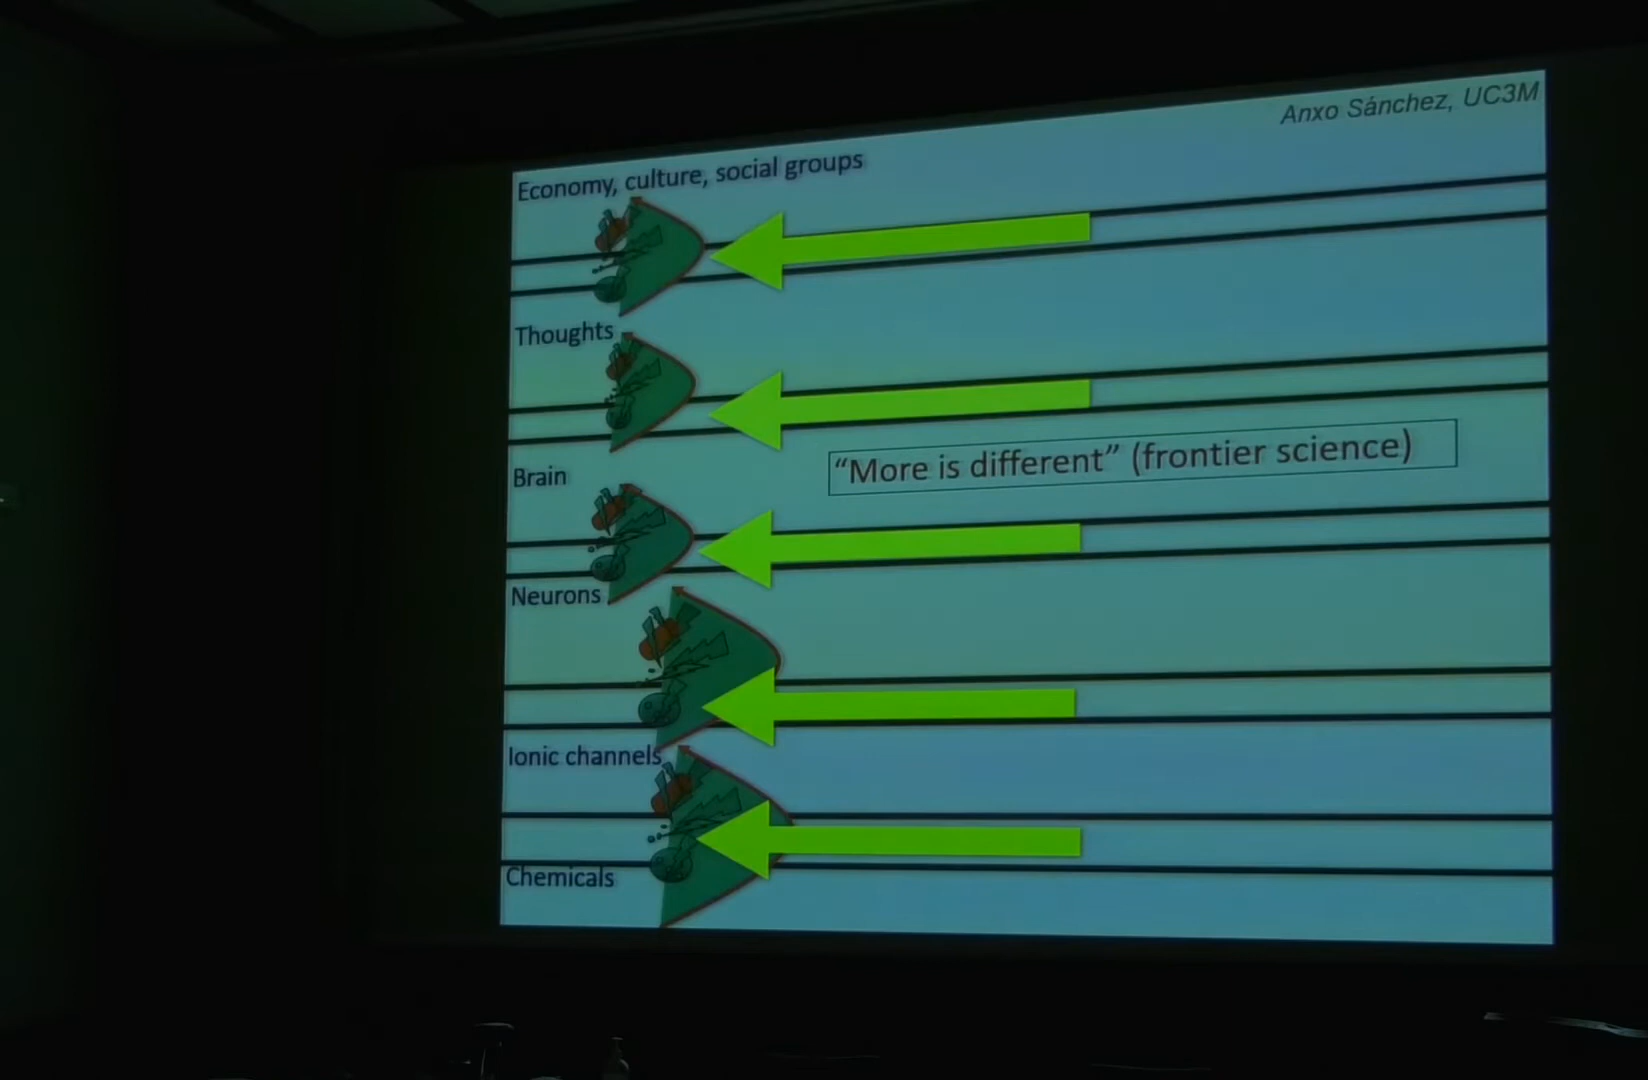 Anxo Sánchez, UC3M
Economy, culture, social groups
Thoughts
"More is different" (frontier science)
Brain
Neurons
Ionic channels
Chemicals